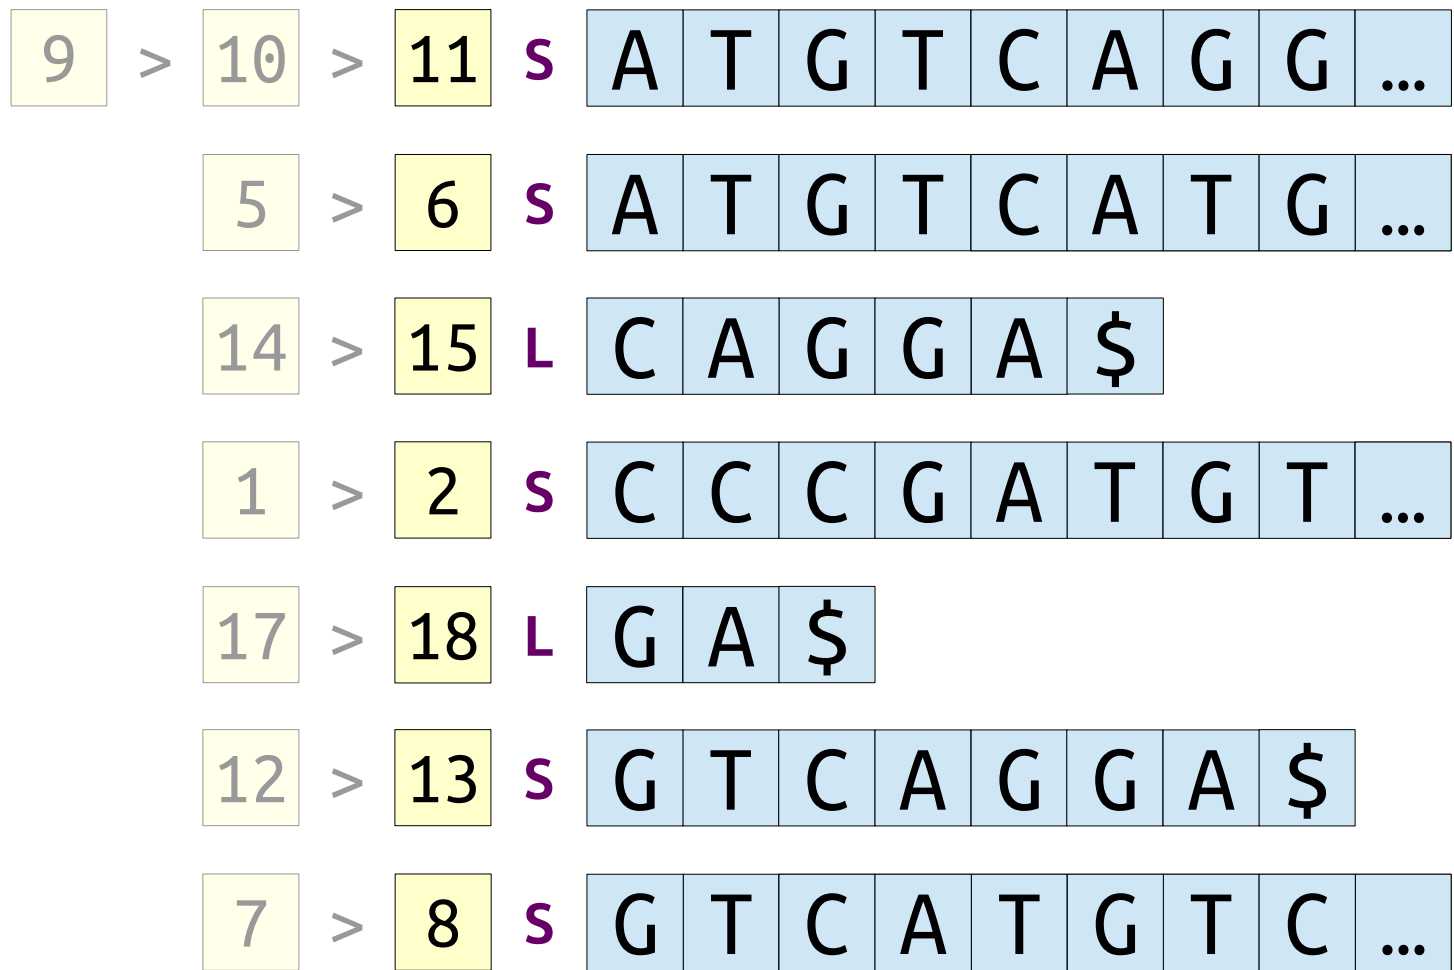 9 > 10 > 11 S A T G T C A G G …
5 > 6 S A T G T C A T G …
14 > 15 L C A G G A $
1 > 2 S C C C G A T G T …
17 > 18 L G A $
12 > 13 S G T C A G G A $
7 > 8 S G T C A T G T C …